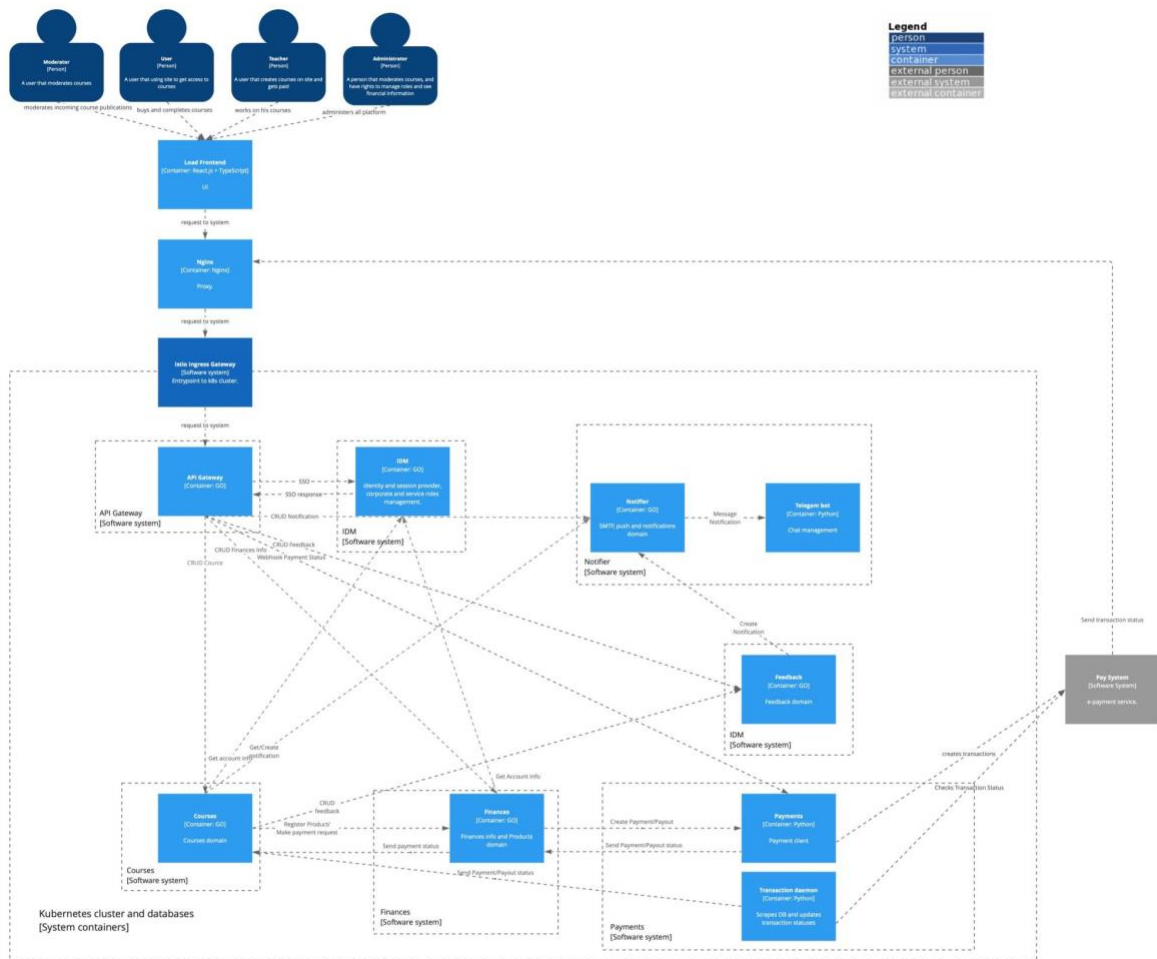 Legend
person
system
container
external person
external system
external container
Moderator
[Person]
A user that moderates courses
User
[Person]
A user that using site to get access to
courses
Teacher
[Person]
A user that creates courses on site and
gets paid
Administrator
[Person]
A person that moderates courses, and
have rights to manage roles and see
financial information
moderates incoming course publications
buys and completes courses
works on his courses
administers all platform
Load Frontend
[Container: React.js + TypeScript]
UI
request to system
Nginx
[Container: Nginx]
Proxy
request to system
Istio Ingress Gateway
[Software system]
Entrypoint to k8s cluster.
request to system
API Gateway
[Container: GO]
API Gateway
[Software system]
SSO
SSO response
IDM
[Container: GO]
Identity and session provider,
corporate and service roles
management.
IDM
[Software system]
CRUD Notification
Notifier
[Container: GO]
SMTP, push and notifications
domain
Message
Notification
Telegam bot
[Container: Python]
Chat management
Notifier
[Software system]
CRUD Feedback
CRUD Finances Info
Webhook Payment Status
CRUD Cource
Create
Notification
Send transaction status
Feedback
[Container: GO]
Feedback domain
IDM
[Software system]
Pay System
[Software System]
e-payment service.
Get/Create
notification
Get account info
Get Account info
creates transactions
Checks Transaction Status
Courses
[Container: GO]
Courses domain
Courses
[Software system]
CRUD
feedback
Register Products/
Make payment request
Send payment status
Finances
[Container: GO]
Finances info and Products
domain
Finances
[Software system]
Create Payment/Payout
Send Payment/Payout status
Send Payment/Payout status
Payments
[Container: Python]
Payment client
Transaction daemon
[Container: Python]
Scrapes DB and updates
transaction statuses
Payments
[Software system]
Kubernetes cluster and databases
[System containers]